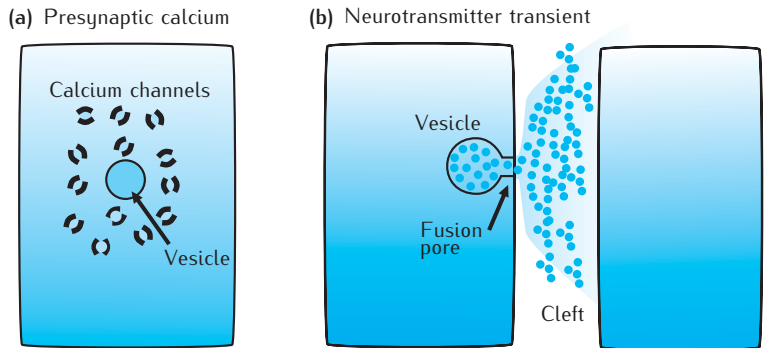 (a) Presynaptic calcium
Calcium channels
Vesicle
(b) Neurotransmitter transient
Vesicle
Fusion
pore
Cleft